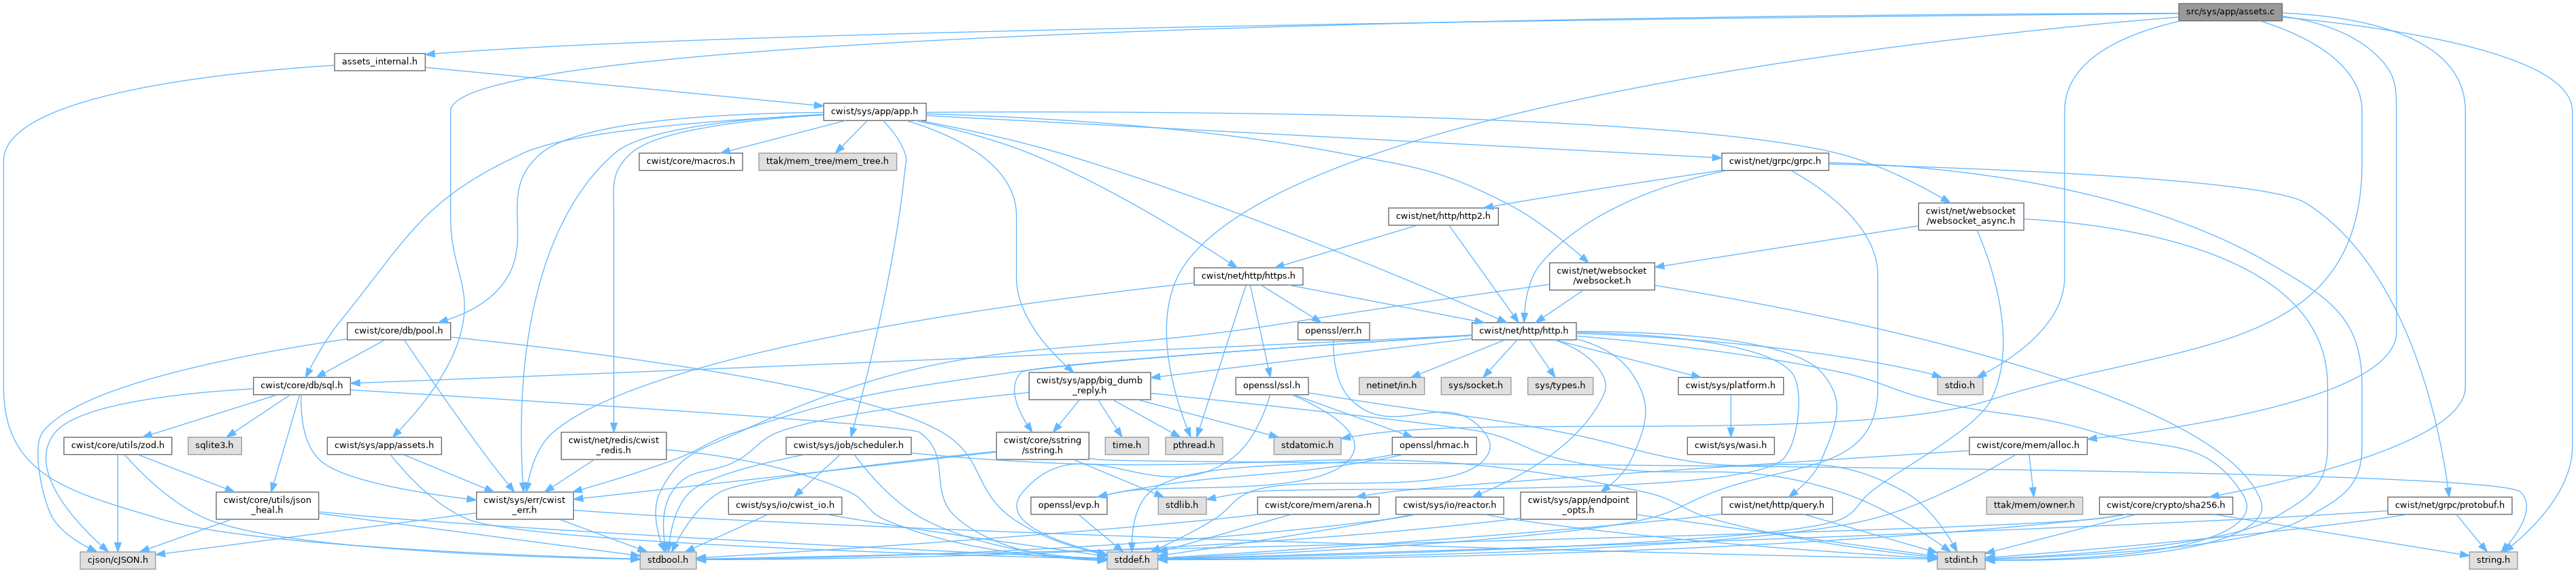 src/sys/app/assets.c
assets_internal.h
cwist/sys/app/app.h
cwist/core/macros.h
ttak/mem_tree/mem_tree.h
cwist/net/grpc/grpc.h
cwist/net/http/http2.h
cwist/net/websocket
/websocket_async.h
cwist/net/http/https.h
cwist/net/websocket
/websocket.h
cwist/core/db/pool.h
openssl/err.h
cwist/net/http/http.h
cwist/core/db/sql.h
cwist/sys/app/big_dumb
_reply.h
openssl/ssl.h
netinet/in.h
sys/socket.h
sys/types.h
cwist/sys/platform.h
stdio.h
cwist/core/utils/zod.h
sqlite3.h
cwist/sys/app/assets.h
cwist/net/redis/cwist
_redis.h
cwist/sys/job/scheduler.h
cwist/core/sstring
/sstring.h
time.h
pthread.h
stdatomic.h
openssl/hmac.h
cwist/sys/wasi.h
cwist/core/mem/alloc.h
cwist/core/utils/json
_heal.h
cwist/sys/err/cwist
_err.h
cwist/sys/io/cwist_io.h
openssl/evp.h
stdlib.h
cwist/core/mem/arena.h
cwist/sys/io/reactor.h
cwist/sys/app/endpoint
_opts.h
cwist/net/http/query.h
ttak/mem/owner.h
cwist/core/crypto/sha256.h
cwist/net/grpc/protobuf.h
cjson/cJSON.h
stdbool.h
stddef.h
stdint.h
string.h